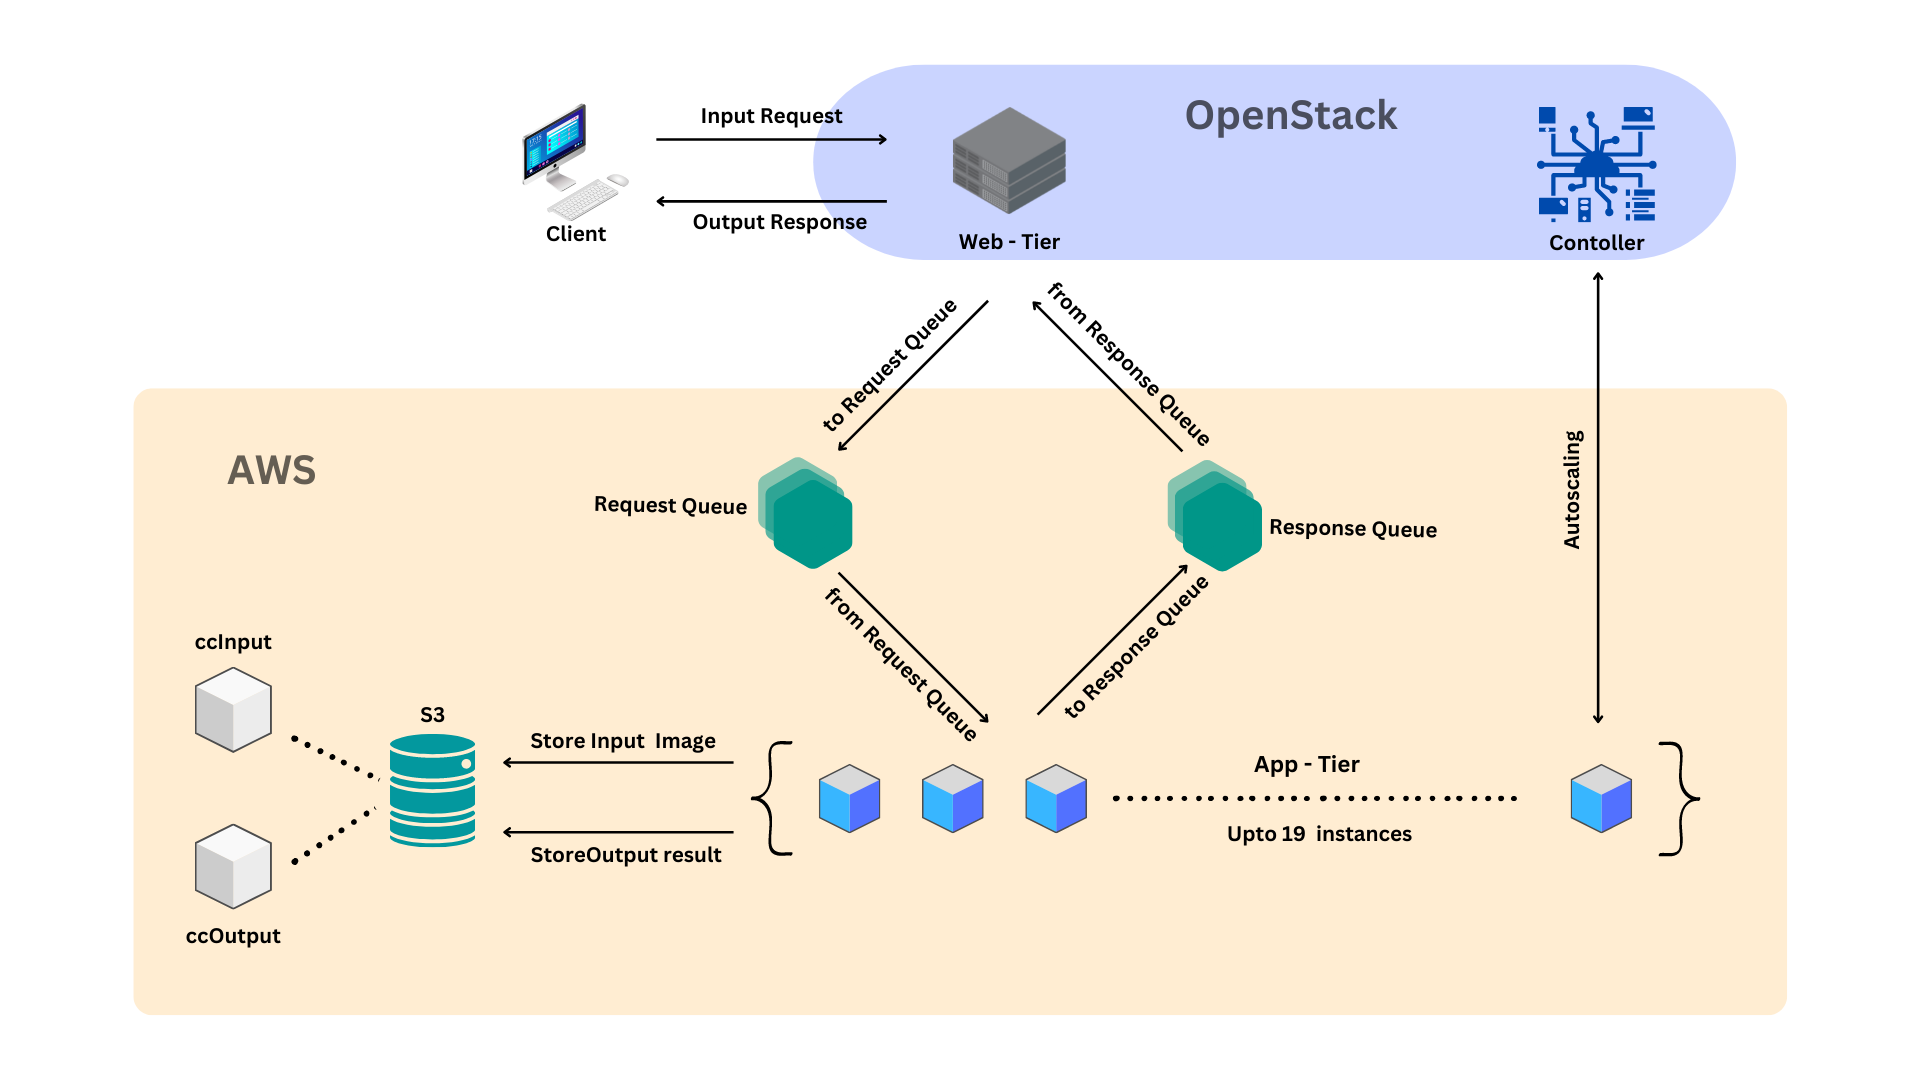 Input Request
OpenStack
Output Response
Client
Web - Tier
Contoller
to Request Queue
from Response Queue
AWS
Request Queue
Response Queue
Autoscaling
from Request Queue
to Response Queue
ccInput
S3
Store Input  Image
App - Tier
Upto 19  instances
StoreOutput result
ccOutput